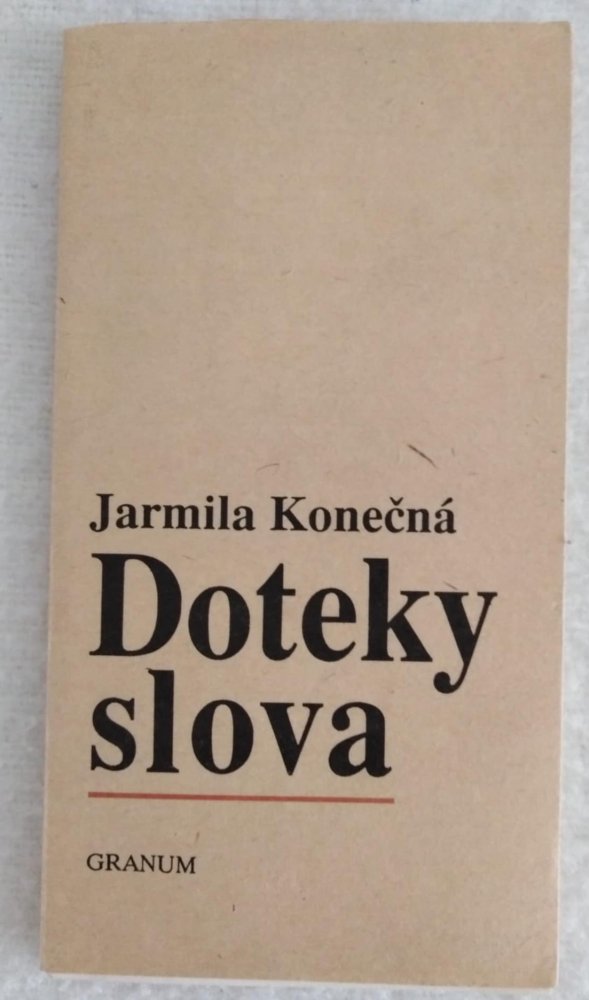 Jarmila Konečná
Doteky
slova
GRANUM